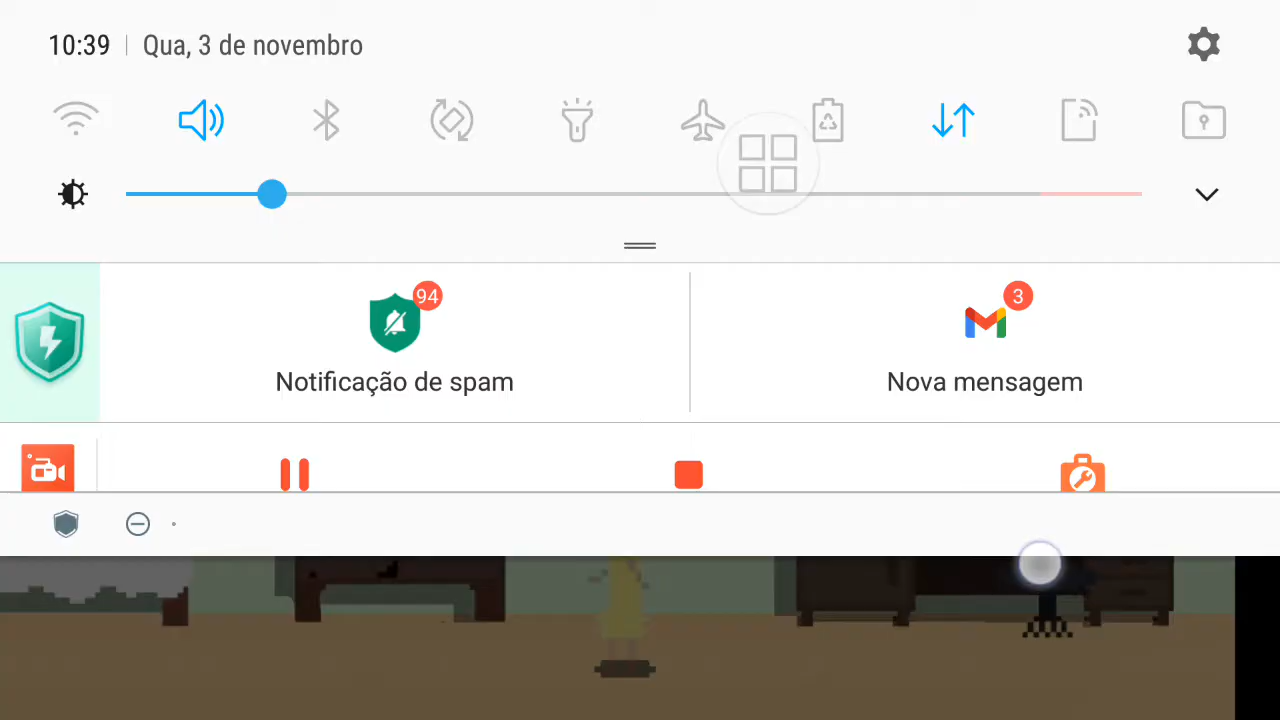 10:39 | Qua, 3 de novembro
94
3
Notificação de spam
Nova mensagem